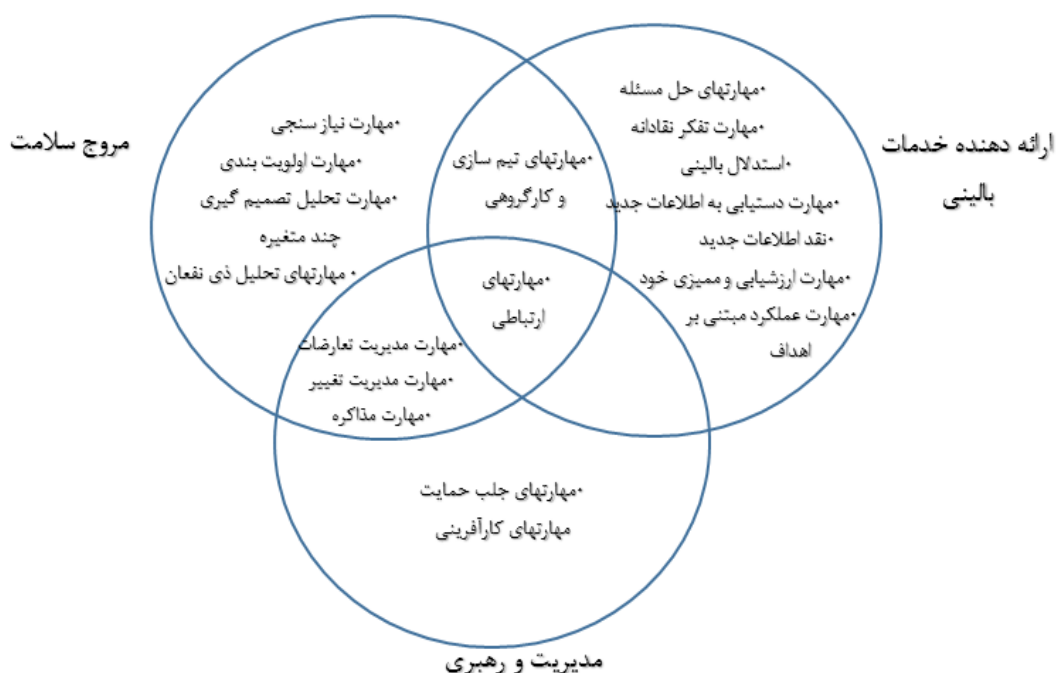 ارائه دهنده خدمات
بالینی
•مهارتهای حل مسئله
•مهارت تفکر نقادانه
•استدلال بالینی
•مهارت دستیابی به اطلاعات جدید
•نقد اطلاعات جدید
•مهارت ارزشیابی و ممیزی خود
•مهارت عملکرد مبتنی بر
اهداف
•مهارتهای تیم سازی
و کارگروهی
•مهارتهای
ارتباطی
مروج سلامت
•مهارت نیاز سنجی
•مهارت اولویت بندی
•مهارت تحلیل تصمیم گیری
چند متغیره
•مهارتهای تحلیل ذی نفعان
•مهارت مدیریت تعارضات
•مهارت مدیریت تغییر
•مهارت مذاکره
•مهارتهای جلب حمایت
مهارتهای کارآفرینی
مدیریت و رهبری